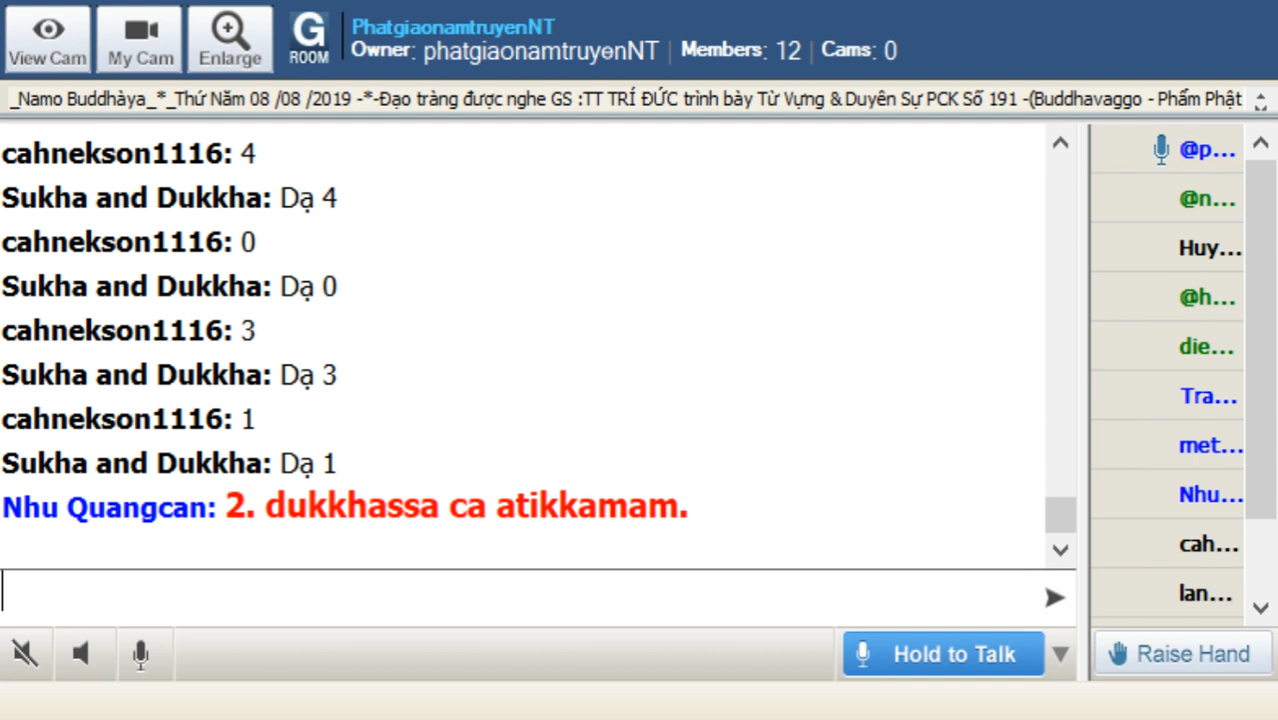 View Cam
My Cam
Enlarge
G
ROOM
PhatgiaonamtruyenNT
Owner: phatgiaonamtruyenNT | Members: 12 | Cams: 0
_Namo Buddhàya_*_Thứ Năm 08 /08 /2019 -*-Đạo tràng được nghe GS :TT TRÍ ĐỨC trình bày Từ Vựng & Duyên Sự PCK Số 191 -(Buddhavaggo - Phẩm Phật
cahnekson1116: 4
Sukha and Dukkha: Dạ 4
cahnekson1116: 0
Sukha and Dukkha: Dạ 0
cahnekson1116: 3
Sukha and Dukkha: Dạ 3
cahnekson1116: 1
Sukha and Dukkha: Dạ 1
Nhu Quangcan: 2. dukkhassa ca atikkamam.
@p...
@n...
Huy...
@h...
die...
Tra...
met...
Nhu...
cah...
lan...
Hold to Talk
Raise Hand